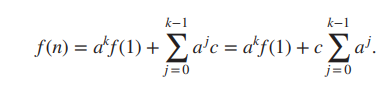 f(n) = a^k f(1) + \sum_{j=0}^{k-1} a^j c = a^k f(1) + c \sum_{j=0}^{k-1} a^j.